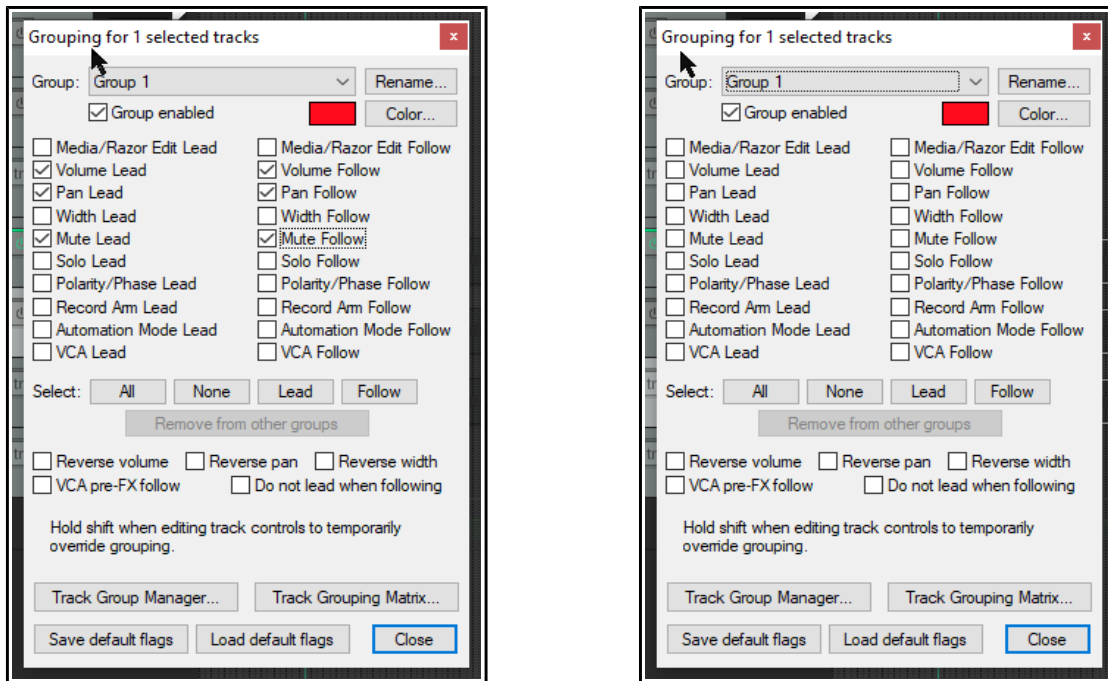 Grouping for 1 selected tracks
x
Group: Group 1 Rename...
Group enabled Color...
Media/Razor Edit Lead Media/Razor Edit Follow
Volume Lead Volume Follow
Pan Lead Pan Follow
Width Lead Width Follow
Mute Lead Mute Follow
Solo Lead Solo Follow
Polarity/Phase Lead Polarity/Phase Follow
Record Arm Lead Record Arm Follow
Automation Mode Lead Automation Mode Follow
VCA Lead VCA Follow
Select: All None Lead Follow
Remove from other groups
Reverse volume Reverse pan Reverse width
VCA pre-FX follow Do not lead when following
Hold shift when editing track controls to temporarily
override grouping.
Track Group Manager... Track Grouping Matrix...
Save default flags Load default flags Close
Grouping for 1 selected tracks
x
Group: Group 1 Rename...
Group enabled Color...
Media/Razor Edit Lead Media/Razor Edit Follow
Volume Lead Volume Follow
Pan Lead Pan Follow
Width Lead Width Follow
Mute Lead Mute Follow
Solo Lead Solo Follow
Polarity/Phase Lead Polarity/Phase Follow
Record Arm Lead Record Arm Follow
Automation Mode Lead Automation Mode Follow
VCA Lead VCA Follow
Select: All None Lead Follow
Remove from other groups
Reverse volume Reverse pan Reverse width
VCA pre-FX follow Do not lead when following
Hold shift when editing track controls to temporarily
override grouping.
Track Group Manager... Track Grouping Matrix...
Save default flags Load default flags Close